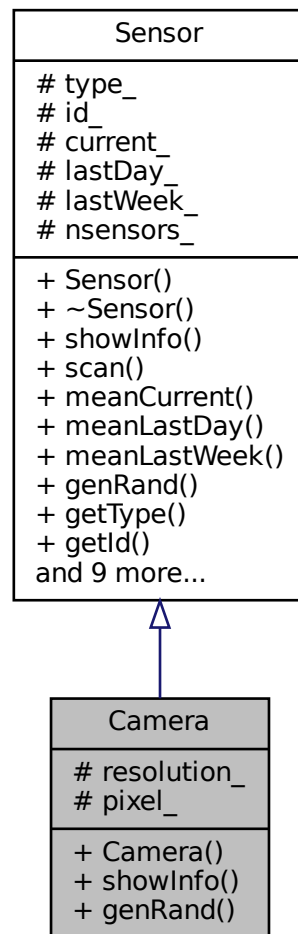 Sensor
# type_
# id_
# current_
# lastDay_
# lastWeek_
# nsensors_
+ Sensor()
+ ~Sensor()
+ showInfo()
+ scan()
+ meanCurrent()
+ meanLastDay()
+ meanLastWeek()
+ genRand()
+ getType()
+ getId()
and 9 more...
Camera
# resolution_
# pixel_
+ Camera()
+ showInfo()
+ genRand()